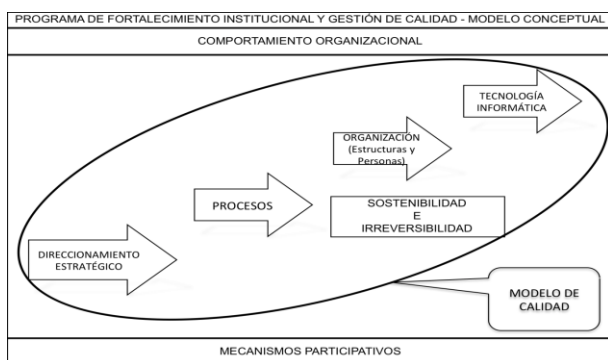 PROGRAMA DE FORTALECIMIENTO INSTITUCIONAL Y GESTIÓN DE CALIDAD - MODELO CONCEPTUAL
COMPORTAMIENTO ORGANIZACIONAL
TECNOLOGÍA
INFORMÁTICA
ORGANIZACIÓN
(Estructuras y
Personas)
PROCESOS
SOSTENIBILIDAD
E
IRREVERSIBILIDAD
DIRECCIONAMIENTO
ESTRATÉGICO
MODELO DE
CALIDAD
MECANISMOS PARTICIPATIVOS